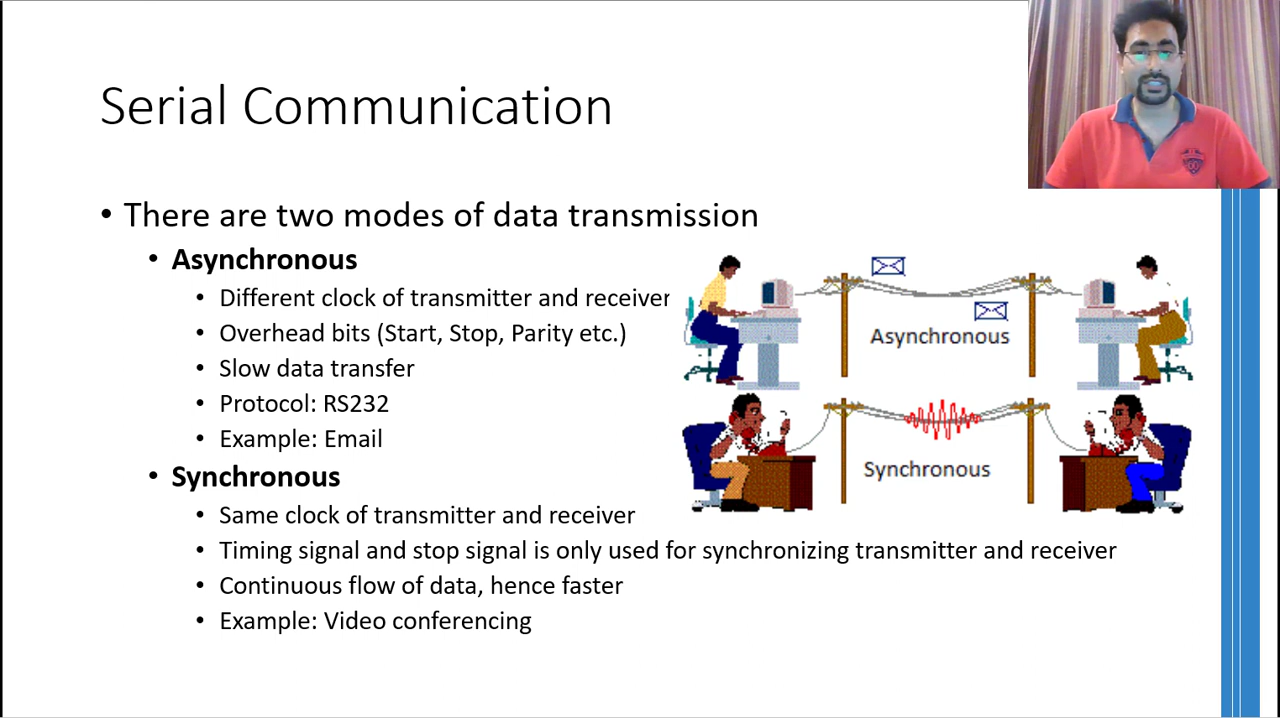 Serial Communication
• There are two modes of data transmission
• Asynchronous
• Different clock of transmitter and receiver
• Overhead bits (Start, Stop, Parity etc.)
• Slow data transfer
• Protocol: RS232
• Example: Email
Asynchronous
Synchronous
• Synchronous
• Same clock of transmitter and receiver
• Timing signal and stop signal is only used for synchronizing transmitter and receiver
• Continuous flow of data, hence faster
• Example: Video conferencing